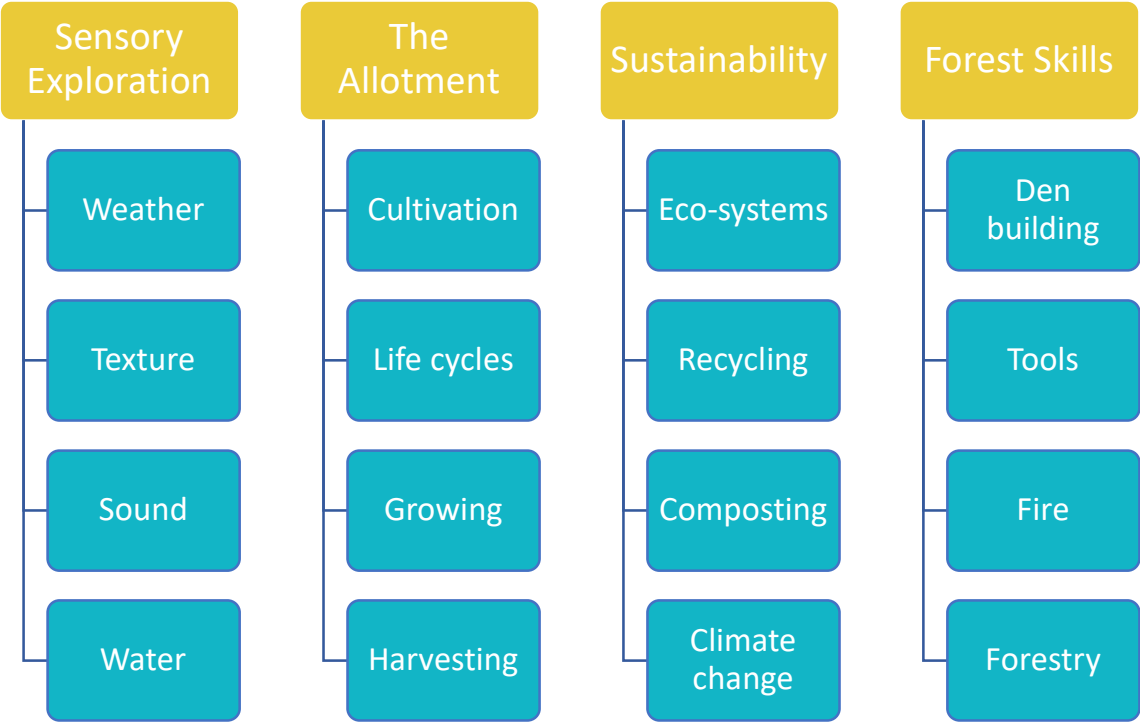 Sensory
Exploration
Weather
Texture
Sound
Water
The
Allotment
Cultivation
Life cycles
Growing
Harvesting
Sustainability
Eco-systems
Recycling
Composting
Climate
change
Forest Skills
Den
building
Tools
Fire
Forestry